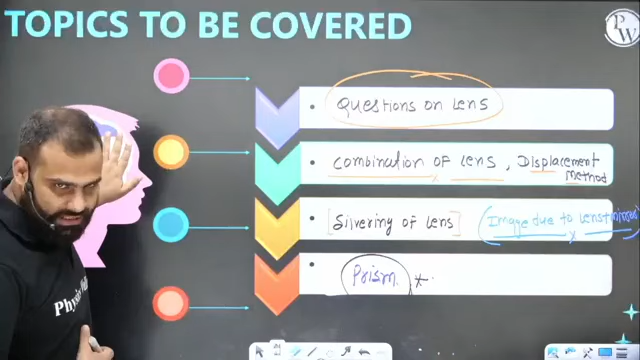 TOPICS TO BE COVERED
PW
• Questions on Lens
• Combination of Lens, Displacement
Method
• [Silvering of Lens] (Image due to Lens+mirror)
• Prism *
Physics